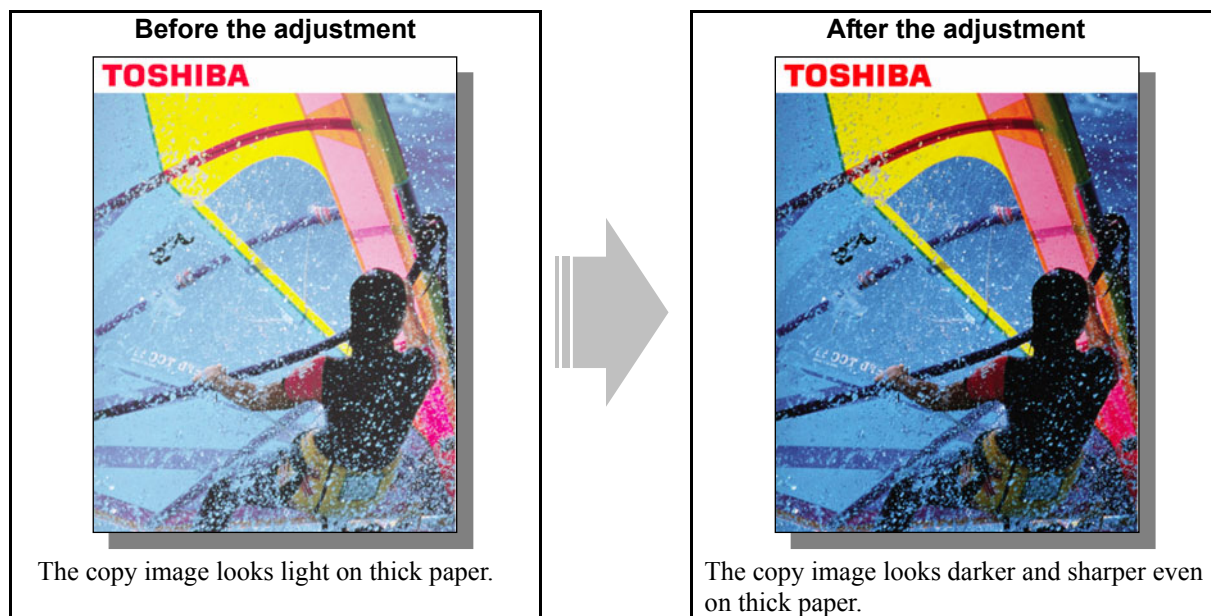 Before the adjustment
TOSHIBA
The copy image looks light on thick paper.
After the adjustment
TOSHIBA
The copy image looks darker and sharper even
on thick paper.